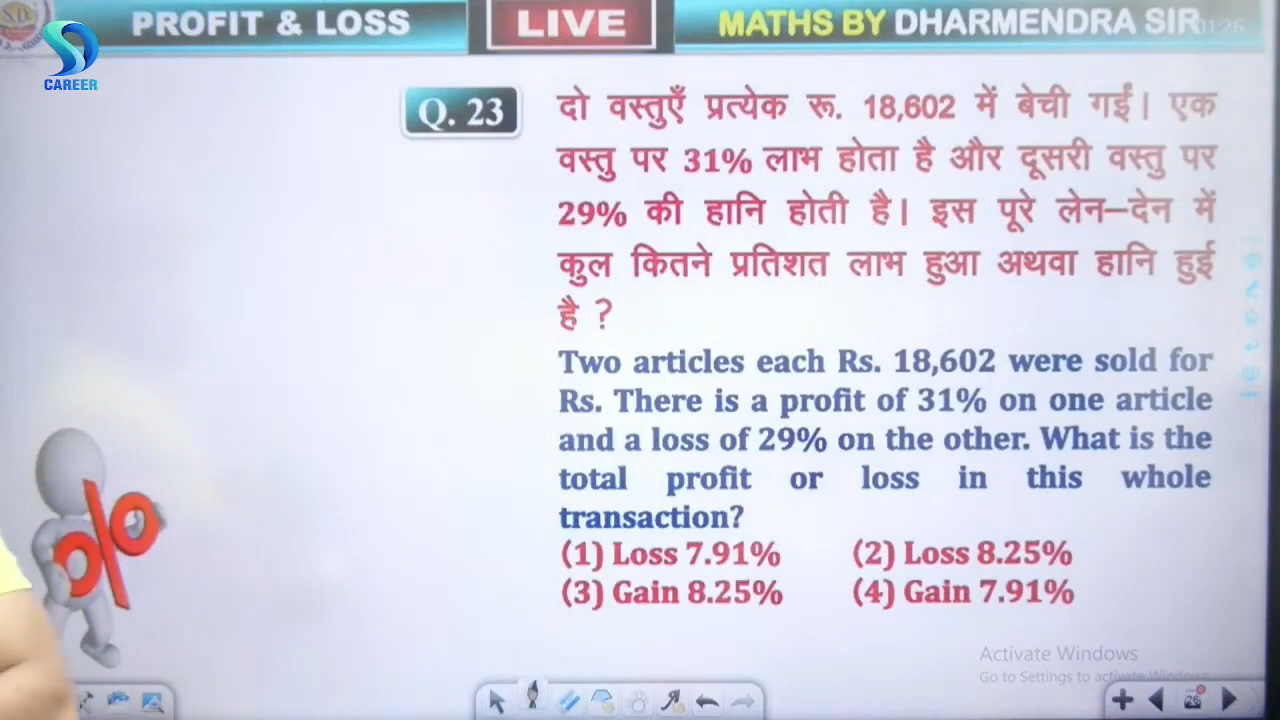 PROFIT & LOSS
LIVE
MATHS BY DHARMENDRA SIR
01:26
CAREER
Q. 23
दो वस्तुएँ प्रत्येक रू. 18,602 में बेची गईं। एक
वस्तु पर 31% लाभ होता है और दूसरी वस्तु पर
29% की हानि होती है। इस पूरे लेन–देन में
कुल कितने प्रतिशत लाभ हुआ अथवा हानि हुई
है ?
Two articles each Rs. 18,602 were sold for
Rs. There is a profit of 31% on one article
and a loss of 29% on the other. What is the
total profit or loss in this whole
transaction?
(1) Loss 7.91% (2) Loss 8.25%
(3) Gain 8.25% (4) Gain 7.91%
Activate Windows
Go to Settings to activate Windows.